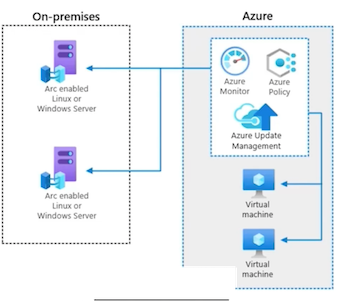 On-premises
Azure
Arc enabled
Linux or
Windows Server
Arc enabled
Linux or
Windows Server
Azure
Monitor
Azure
Policy
Azure Update
Management
Virtual
machine
Virtual
machine